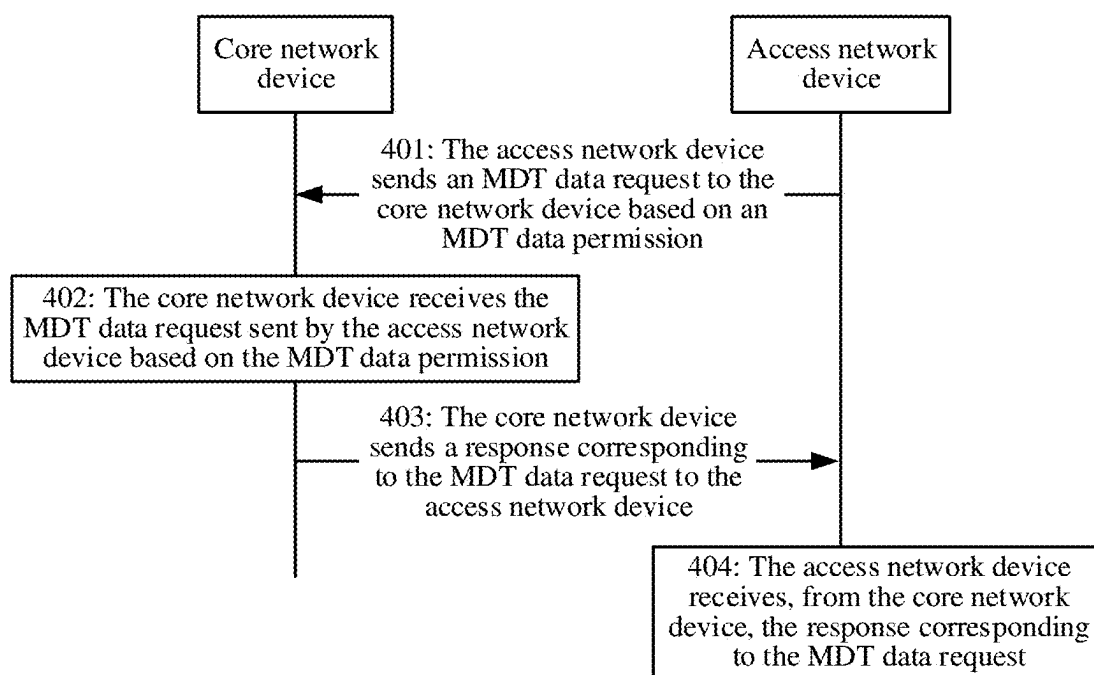 Core network
device
Access network
device
401: The access network device
sends an MDT data request to the
core network device based on an
MDT data permission
402: The core network device receives the
MDT data request sent by the access network
device based on the MDT data permission
403: The core network device
sends a response corresponding
to the MDT data request to the
access network device
404: The access network device
receives, from the core network
device, the response corresponding
to the MDT data request